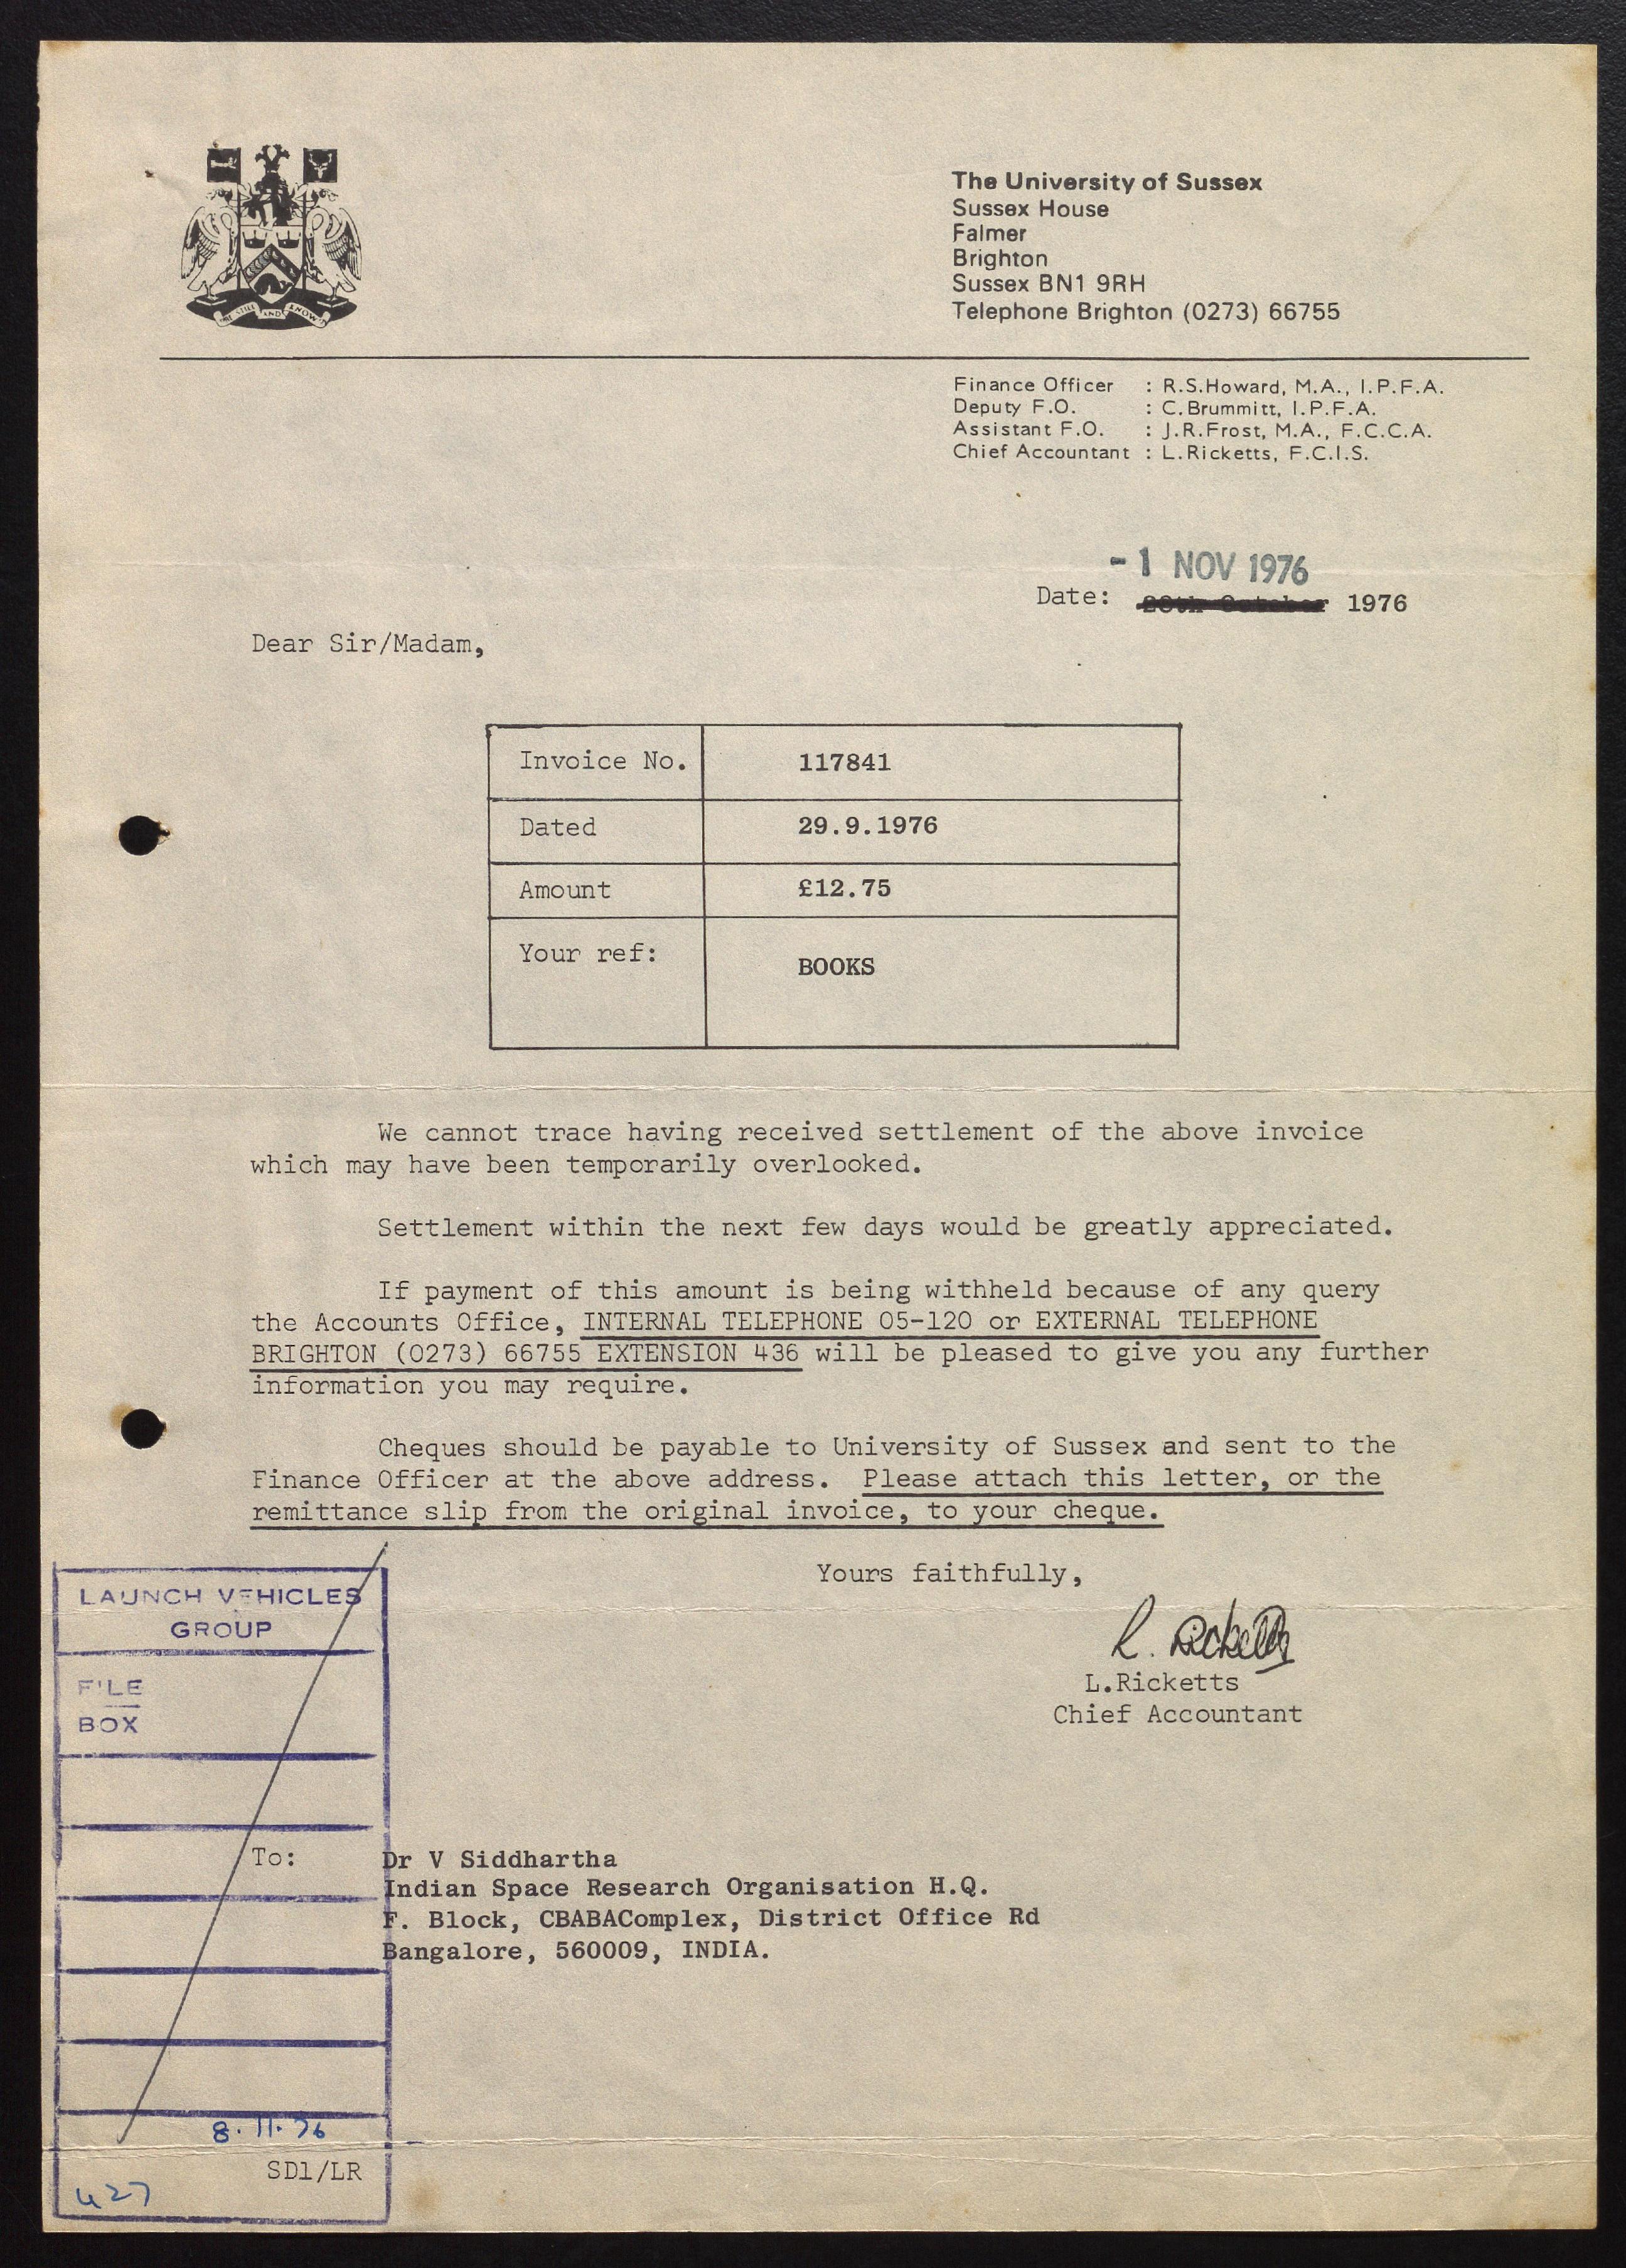 BE STILL AND KNOW
The University of Sussex
Sussex House
Falmer
Brighton
Sussex BN1 9RH
Telephone Brighton (0273) 66755
Finance Officer : R.S.Howard, M.A., I.P.F.A.
Deputy F.O. : C.Brummitt, I.P.F.A.
Assistant F.O. : J.R.Frost, M.A., F.C.C.A.
Chief Accountant : L.Ricketts, F.C.I.S.
-1 NOV 1976
Date: October 1976
Dear Sir/Madam,
Invoice No. 117841
Dated 29.9.1976
Amount £12.75
Your ref: BOOKS
We cannot trace having received settlement of the above invoice
which may have been temporarily overlooked.
Settlement within the next few days would be greatly appreciated.
If payment of this amount is being withheld because of any query
the Accounts Office, INTERNAL TELEPHONE 05-120 or EXTERNAL TELEPHONE
BRIGHTON (0273) 66755 EXTENSION 436 will be pleased to give you any further
information you may require.
Cheques should be payable to University of Sussex and sent to the
Finance Officer at the above address. Please attach this letter, or the
remittance slip from the original invoice, to your cheque.
Yours faithfully,
L. Ricketts
L.Ricketts
Chief Accountant
LAUNCH VEHICLES
GROUP
FILE
BOX
To: Dr V Siddhartha
Indian Space Research Organisation H.Q.
F. Block, CBABAComplex, District Office Rd
Bangalore, 560009, INDIA.
8.11.76
SD1/LR
427